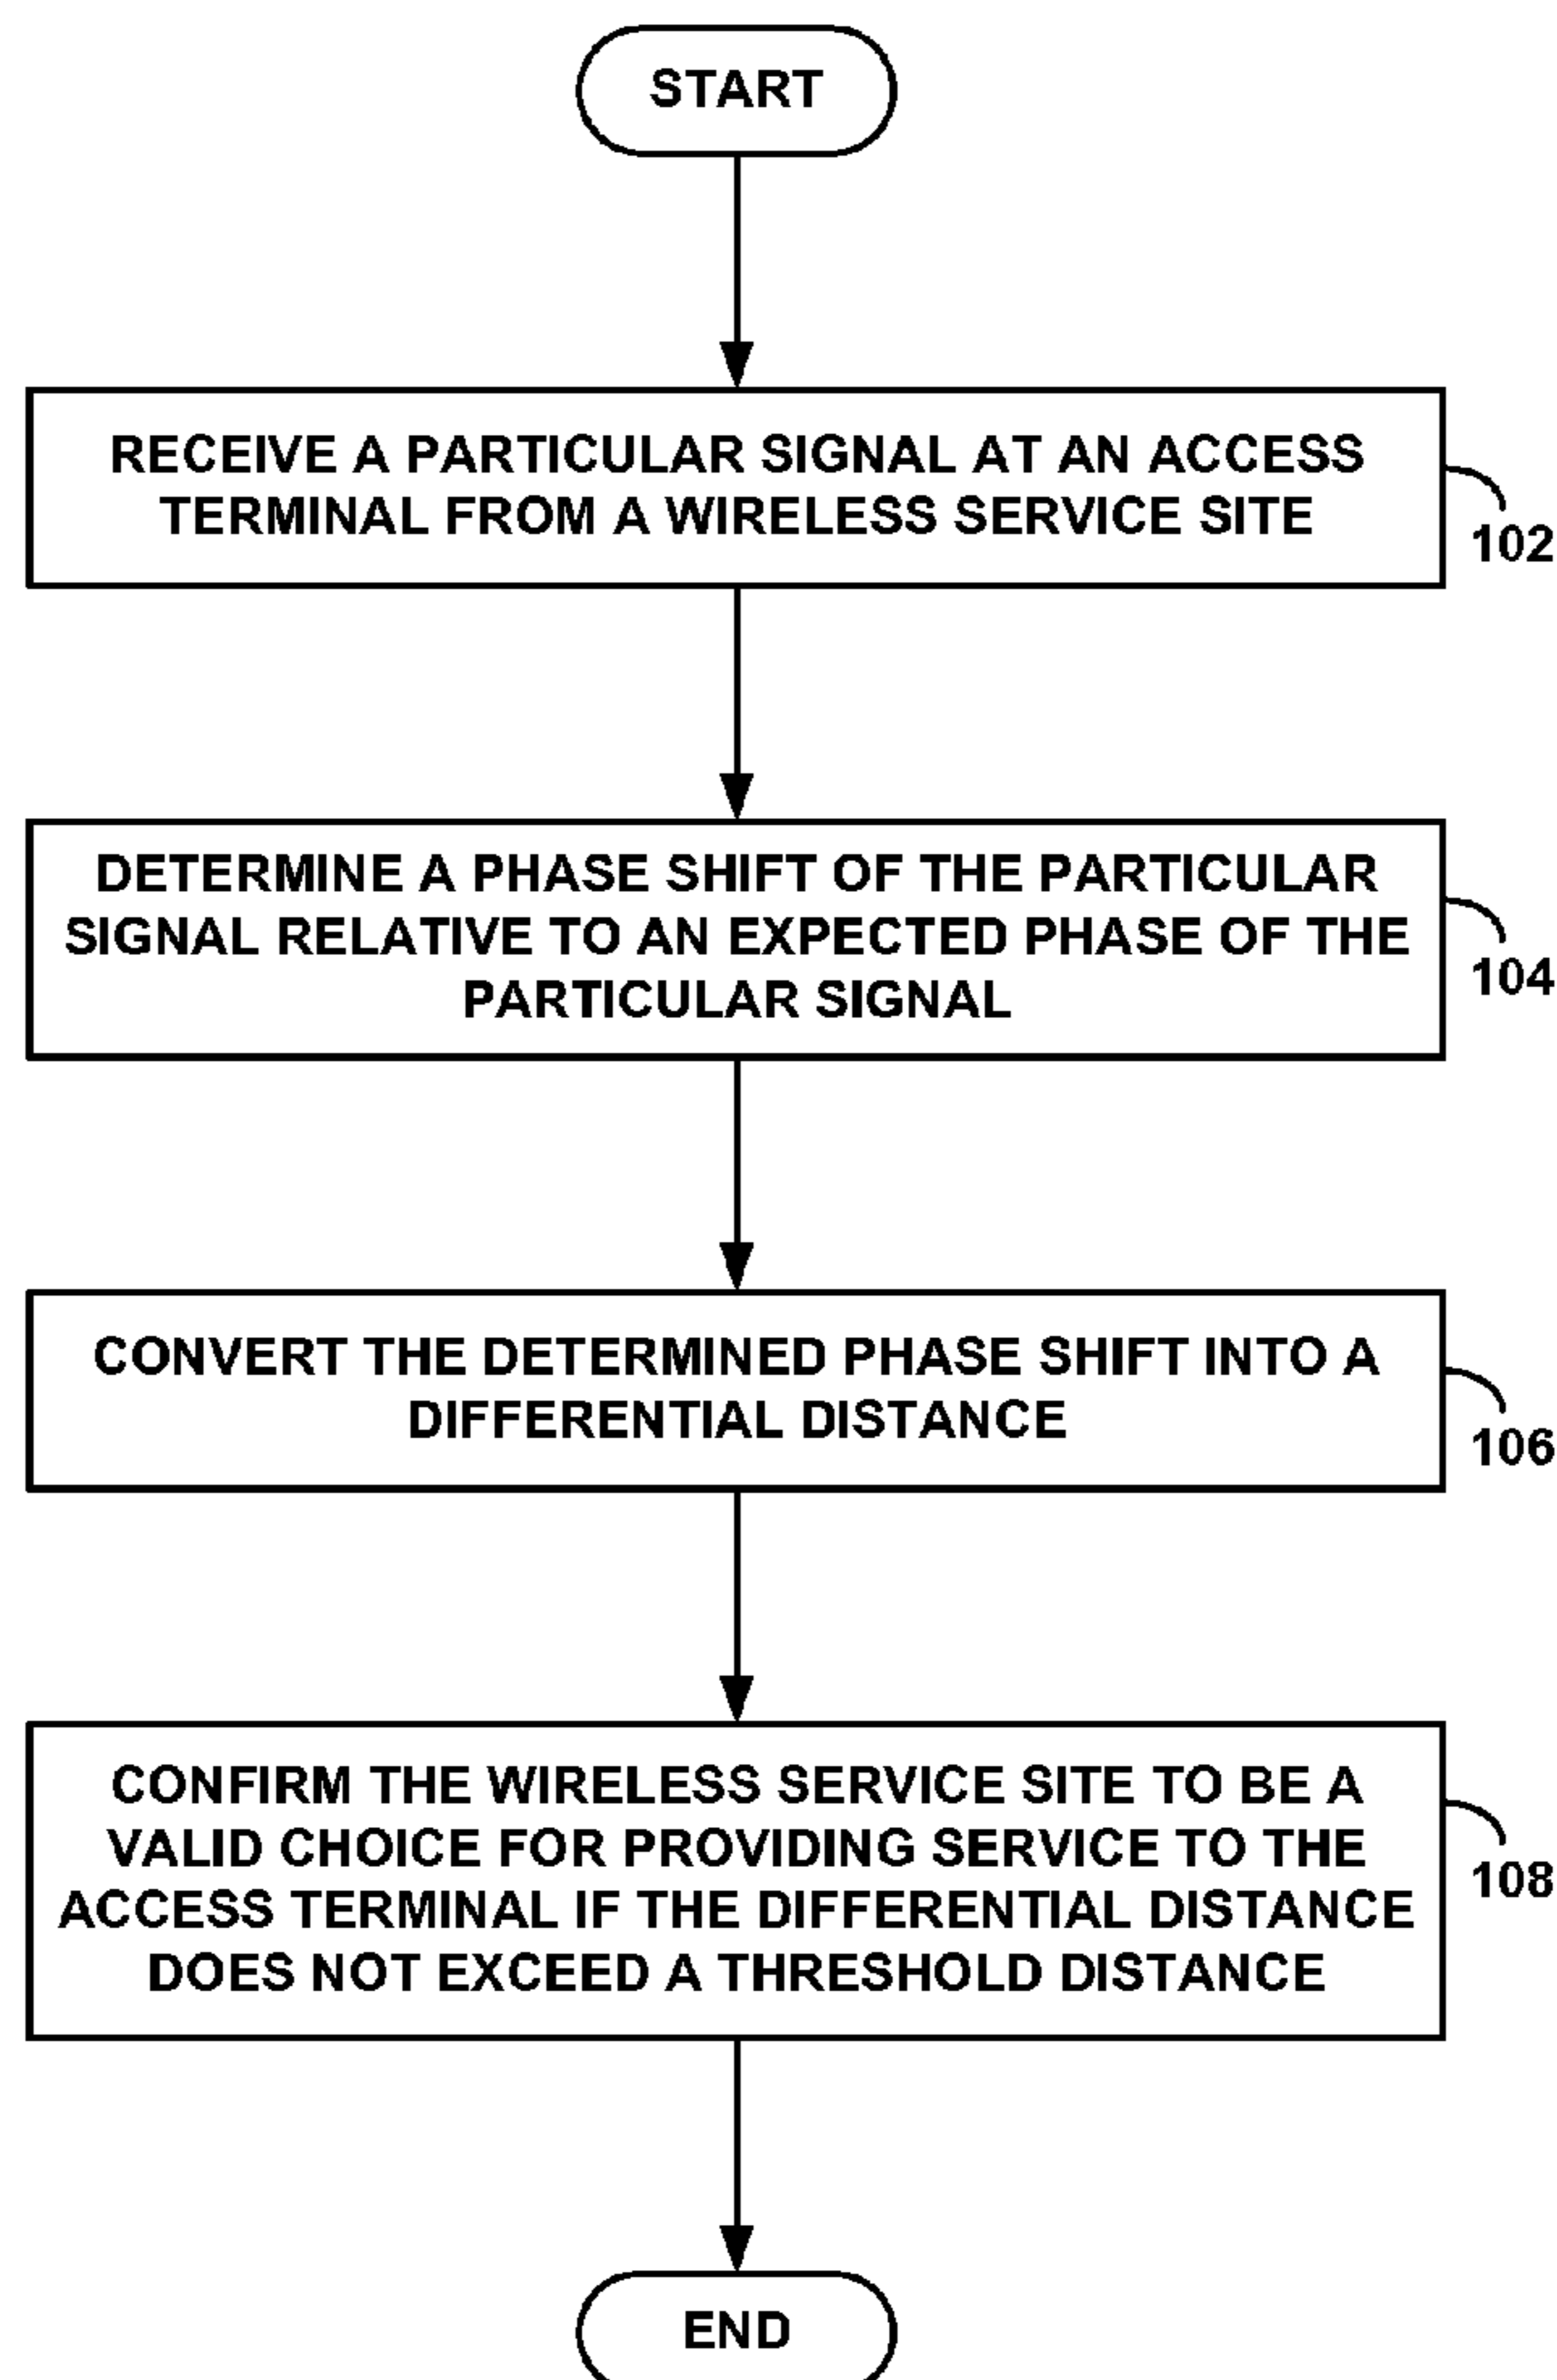 START
RECEIVE A PARTICULAR SIGNAL AT AN ACCESS
TERMINAL FROM A WIRELESS SERVICE SITE
102
DETERMINE A PHASE SHIFT OF THE PARTICULAR
SIGNAL RELATIVE TO AN EXPECTED PHASE OF THE
PARTICULAR SIGNAL
104
CONVERT THE DETERMINED PHASE SHIFT INTO A
DIFFERENTIAL DISTANCE
106
CONFIRM THE WIRELESS SERVICE SITE TO BE A
VALID CHOICE FOR PROVIDING SERVICE TO THE
ACCESS TERMINAL IF THE DIFFERENTIAL DISTANCE
DOES NOT EXCEED A THRESHOLD DISTANCE
108
END